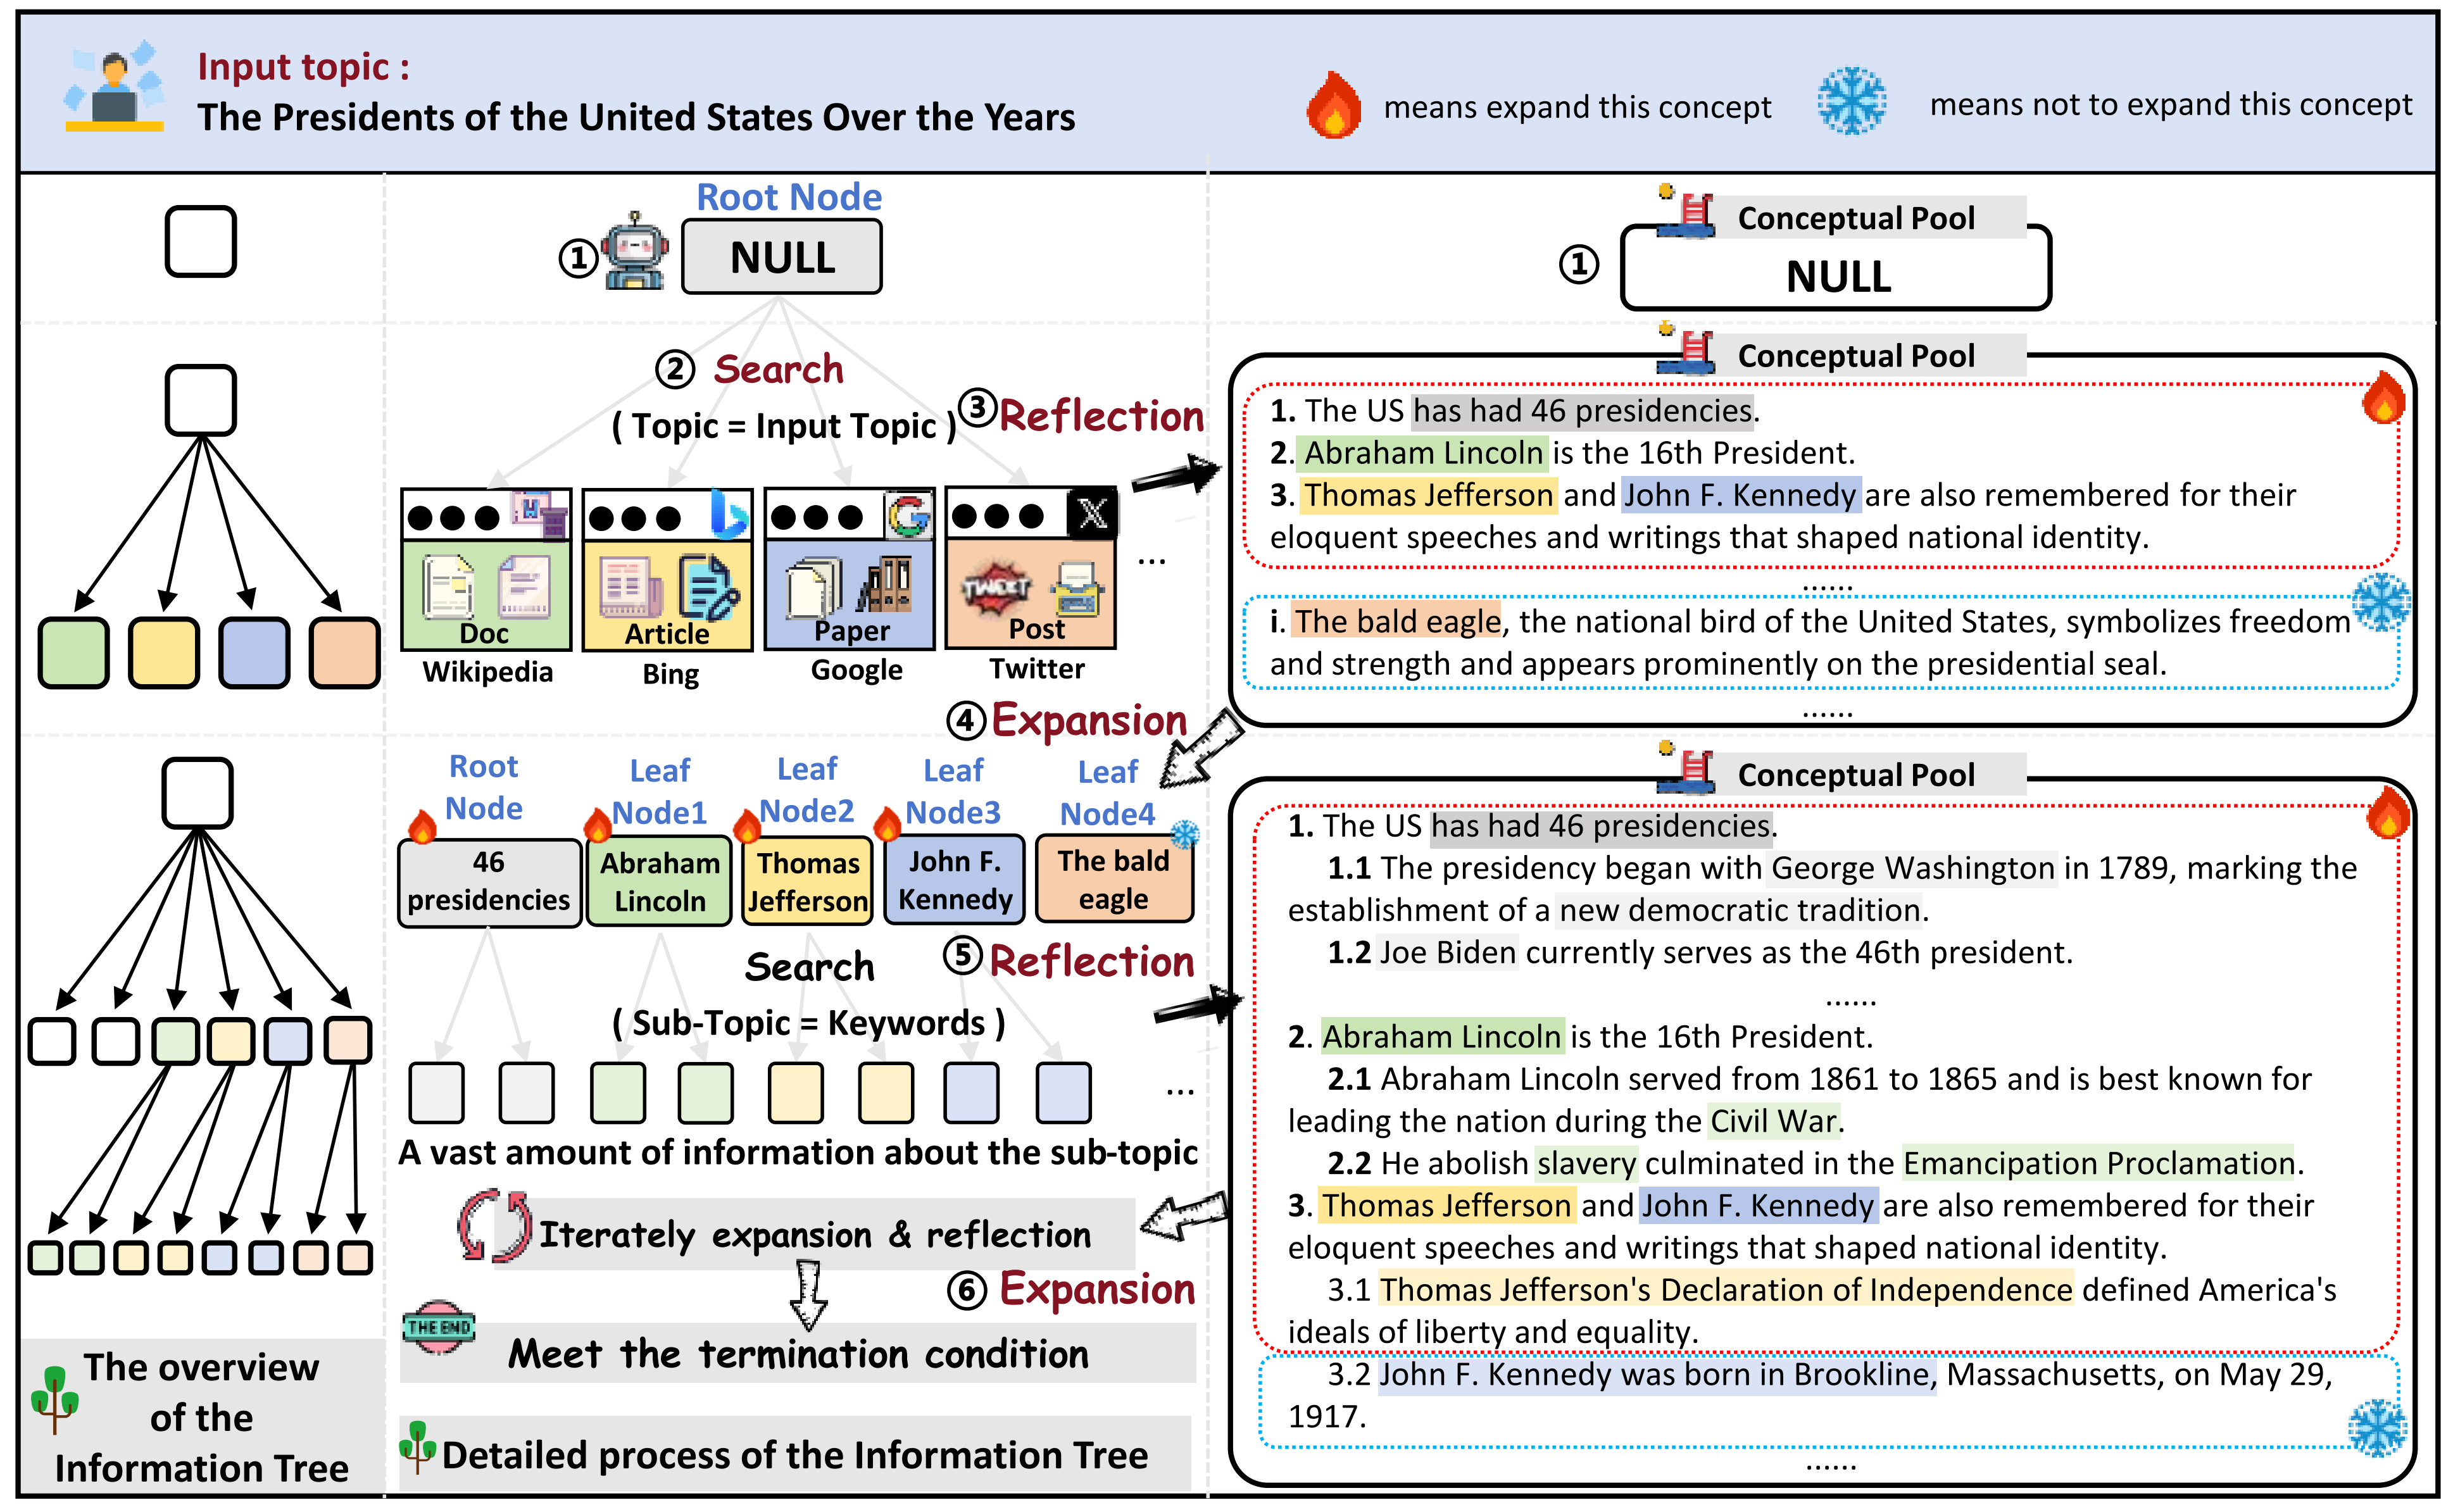 Input topic :
The Presidents of the United States Over the Years
means expand this concept
means not to expand this concept
Root Node
①
NULL
②
Search
( Topic = Input Topic )
③
Reflection
Doc
Article
Paper
TWEET
Post
Wikipedia
Bing
Google
Twitter
...
④
Expansion
Root
Node
Leaf
Node1
Leaf
Node2
Leaf
Node3
Leaf
Node4
46
presidencies
Abraham
Lincoln
Thomas
Jefferson
John F.
Kennedy
The bald
eagle
Search
( Sub-Topic = Keywords )
⑤
Reflection
...
A vast amount of information about the sub-topic
Iterately expansion & reflection
⑥
Expansion
THE END
Meet the termination condition
Detailed process of the Information Tree
The overview
of the
Information Tree
①
Conceptual Pool
NULL
Conceptual Pool
1. The US has had 46 presidencies.
2. Abraham Lincoln is the 16th President.
3. Thomas Jefferson and John F. Kennedy are also remembered for their
eloquent speeches and writings that shaped national identity.
......
i. The bald eagle, the national bird of the United States, symbolizes freedom
and strength and appears prominently on the presidential seal.
......
Conceptual Pool
1. The US has had 46 presidencies.
1.1 The presidency began with George Washington in 1789, marking the
establishment of a new democratic tradition.
1.2 Joe Biden currently serves as the 46th president.
......
2. Abraham Lincoln is the 16th President.
2.1 Abraham Lincoln served from 1861 to 1865 and is best known for
leading the nation during the Civil War.
2.2 He abolish slavery culminated in the Emancipation Proclamation.
3. Thomas Jefferson and John F. Kennedy are also remembered for their
eloquent speeches and writings that shaped national identity.
3.1 Thomas Jefferson's Declaration of Independence defined America's
ideals of liberty and equality.
3.2 John F. Kennedy was born in Brookline, Massachusetts, on May 29,
1917.
......